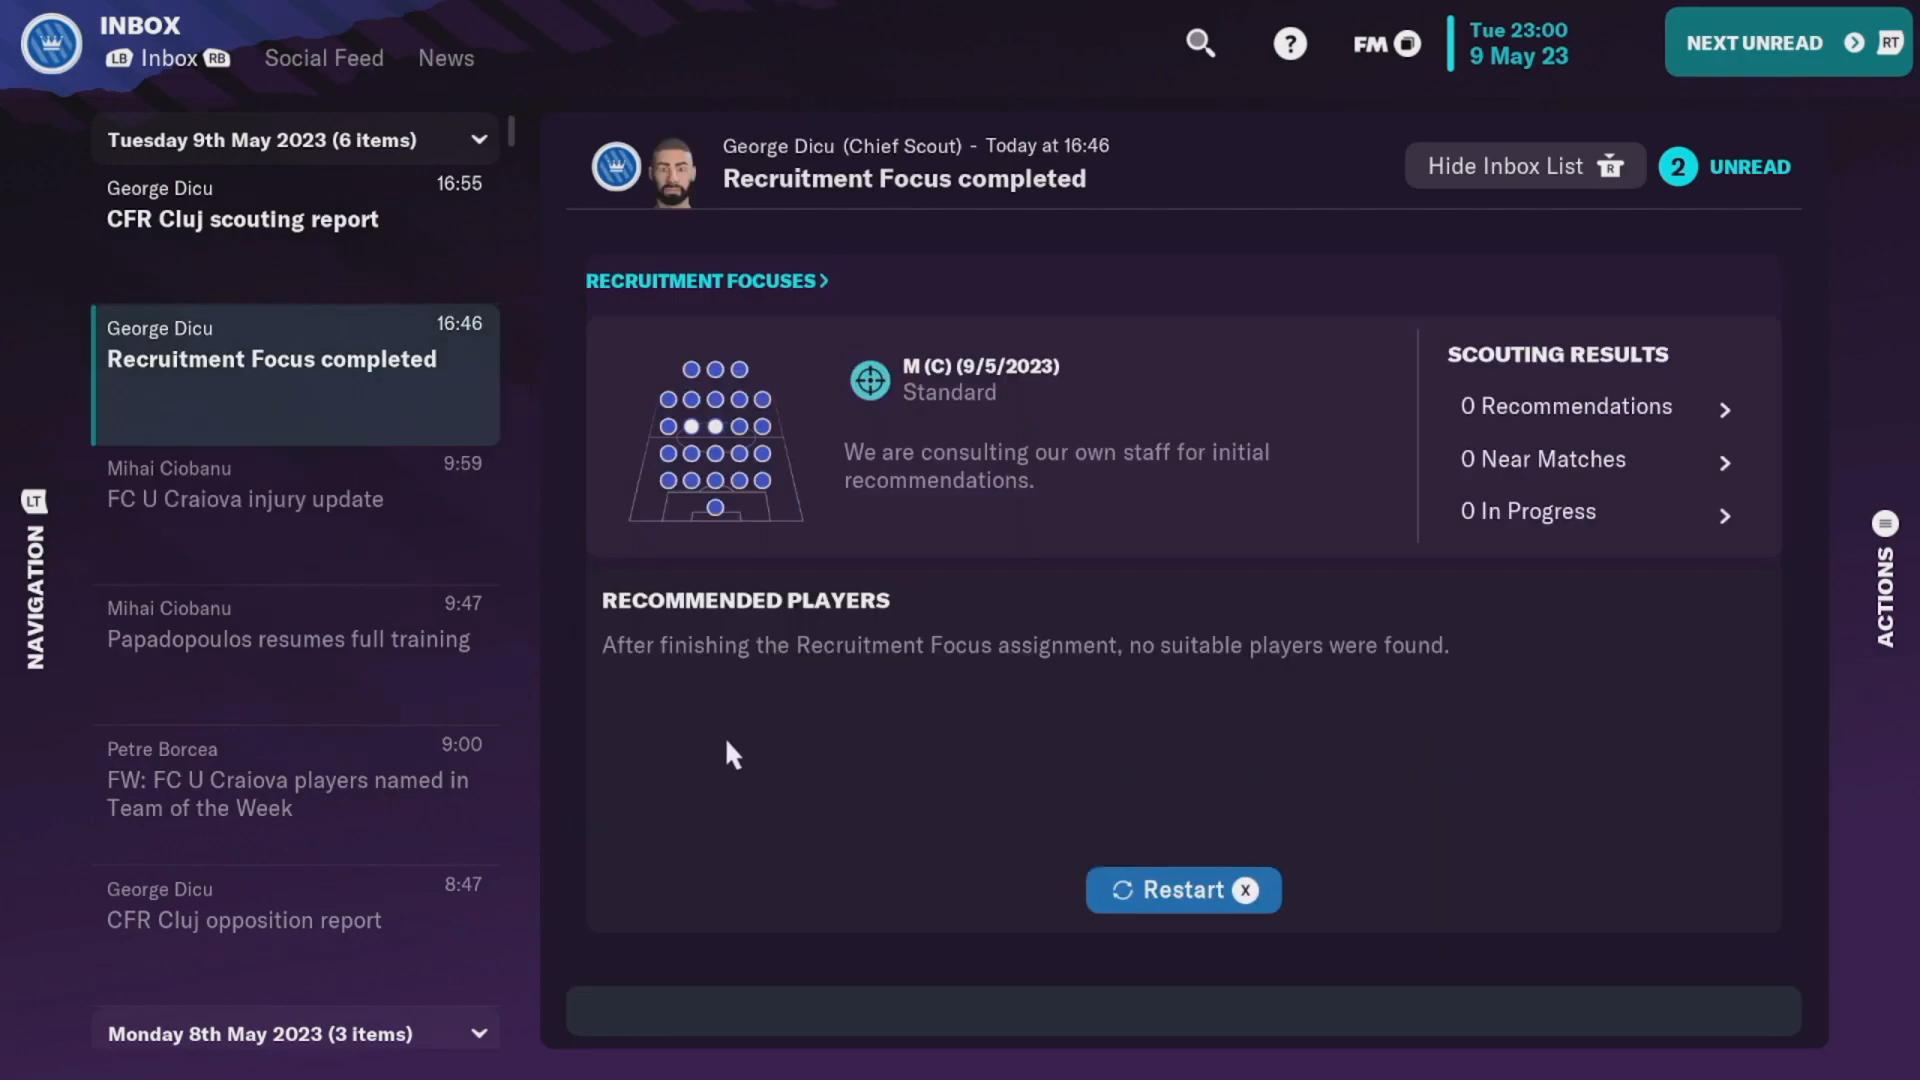 INBOX
LB Inbox RB Social Feed News
?
FM
Tue 23:00
9 May 23
NEXT UNREAD RT
Tuesday 9th May 2023 (6 items)
George Dicu 16:55
CFR Cluj scouting report
George Dicu 16:46
Recruitment Focus completed
Mihai Ciobanu 9:59
FC U Craiova injury update
Mihai Ciobanu 9:47
Papadopoulos resumes full training
Petre Borcea 9:00
FW: FC U Craiova players named in
Team of the Week
George Dicu 8:47
CFR Cluj opposition report
Monday 8th May 2023 (3 items)
LT
NAVIGATION
George Dicu (Chief Scout) - Today at 16:46
Recruitment Focus completed
Hide Inbox List R
2 UNREAD
RECRUITMENT FOCUSES
M (C) (9/5/2023)
Standard
We are consulting our own staff for initial
recommendations.
SCOUTING RESULTS
0 Recommendations
0 Near Matches
0 In Progress
RECOMMENDED PLAYERS
After finishing the Recruitment Focus assignment, no suitable players were found.
Restart X
ACTIONS